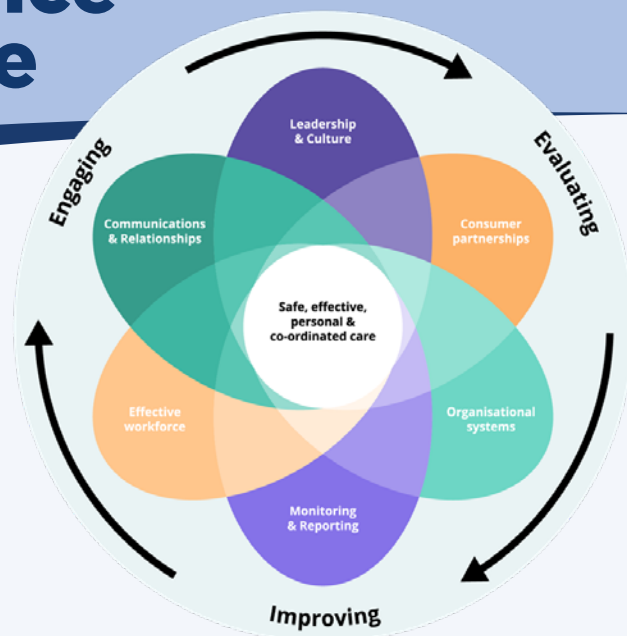 Engaging
Evaluating
Leadership
& Culture
Communications
& Relationships
Consumer
partnerships
Safe, effective,
personal &
co-ordinated care
Effective
workforce
Organisational
systems
Monitoring
& Reporting
Improving